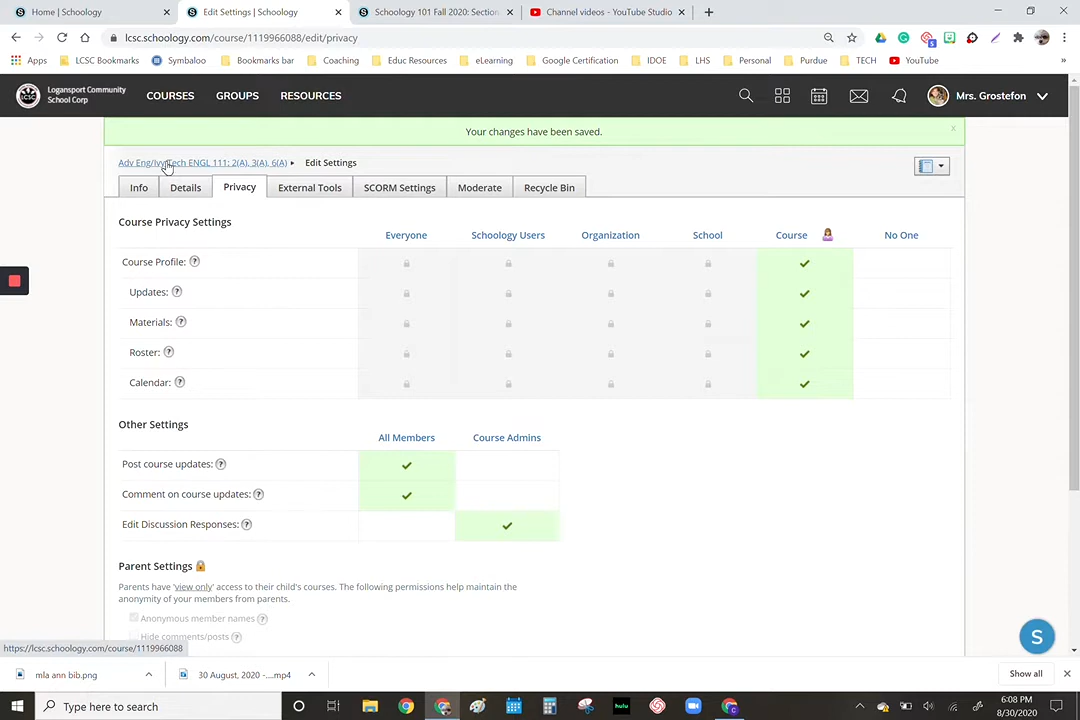 Home | Schoology
Edit Settings | Schoology
Schoology 101 Fall 2020: Section
Channel videos - YouTube Studio
lcsc.schoology.com/course/1119966088/edit/privacy
Apps
LCSC Bookmarks
Symbaloo
Bookmarks bar
Coaching
Educ Resources
eLearning
Google Certification
IDOE
LHS
Personal
Purdue
TECH
YouTube
Logansport Community
School Corp
COURSES
GROUPS
RESOURCES
Mrs. Grostefon
Your changes have been saved.
Adv Eng/IvyTech ENGL 111: 2(A), 3(A), 6(A)
Edit Settings
Info
Details
Privacy
External Tools
SCORM Settings
Moderate
Recycle Bin
Course Privacy Settings
Everyone
Schoology Users
Organization
School
Course
No One
Course Profile:
Updates:
Materials:
Roster:
Calendar:
Other Settings
All Members
Course Admins
Post course updates:
Comment on course updates:
Edit Discussion Responses:
Parent Settings
Parents have 'view only' access to their child's courses. The following permissions help maintain the
anonymity of your members from parents.
Anonymous member names
Hide comments/posts
https://lcsc.schoology.com/course/1119966088
S
mla ann bib.png
30 August, 2020 -....mp4
Show all
Type here to search
hulu
6:08 PM
8/30/2020